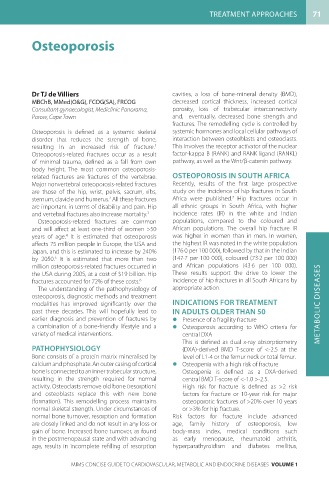 TREATMENT APPROACHES 71
Osteoporosis
Dr TJ de Villiers
MBChB, MMed(O&G), FCOG(SA), FRCOG
Consultant gynaecologist, Mediclinic Panorama,
Parow, Cape Town
Osteoporosis is defined as a systemic skeletal
disorder that reduces the strength of bone,
resulting in an increased risk of fracture.
Osteoporosis-related fractures occur as a result
of minimal trauma, defined as a fall from own
body height. The most common osteoporosis-
related fractures are fractures of the vertebrae.
Major nonvertebral osteoporosis-related fractures
are those of the hip, wrist, pelvis, sacrum, ribs,
sternum, clavicle and humerus. All these fractures
are important in terms of disability and pain. Hip
and vertebral fractures also increase mortality.
Osteoporosis-related fractures are common
and will affect at least one-third of women >50
years of age. It is estimated that osteoporosis
affects 75 million people in Europe, the USA and
Japan, and this is estimated to increase by 240%
by 2050. It is estimated that more than two
million osteoporosis-related fractures occurred in
the USA during 2005, at a cost of $19 billion. Hip
fractures accounted for 72% of these costs.
The understanding of the pathophysiology of
osteoporosis, diagnostic methods and treatment
modalities has improved significantly over the
past three decades. This will hopefully lead to
earlier diagnosis and prevention of fractures by
a combination of a bone-friendly lifestyle and a
variety of medical interventions.
PATHOPHYSIOLOGY
Bone consists of a protein matrix mineralised by
calcium and phosphate. An outer casing of cortical
bone is connected to an inner trabecular structure,
resulting in the strength required for normal
activity. Osteoclasts remove old bone (resorption)
and osteoblasts replace this with new bone
(formation). This remodelling process maintains
normal skeletal strength. Under circumstances of
normal bone turnover, resorption and formation
are closely linked and do not result in any loss or
gain of bone. Increased bone turnover, as found
in the postmenopausal state and with advancing
age, results in incomplete refilling of resorption
cavities, a loss of bone-mineral density (BMD),
decreased cortical thickness, increased cortical
porosity, loss of trabecular interconnectivity
and, eventually, decreased bone strength and
fractures. The remodelling cycle is controlled by
systemic hormones and local cellular pathways of
interaction between osteoblasts and osteoclasts.
This involves the receptor activator of the nuclear
factor-kappa B (RANK) and RANK ligand (RANKL)
pathway, as well as the Wnt/β-catenin pathway.
OSTEOPOROSIS IN SOUTH AFRICA
Recently, results of the first large prospective
study on the incidence of hip fractures in South
Africa were published. Hip fractures occur in
all ethnic groups in South Africa, with higher
incidence rates (IR) in the white and Indian
populations, compared to the coloured and
African populations. The overall hip fracture IR
was higher in women than in men. In women,
the highest IR was noted in the white population
(176.0 per 100 000), followed by that in the Indian
(147.7 per 100 000), coloured (73.2 per 100 000)
and African populations (43.6 per 100 000).
These results support the drive to lower the
incidence of hip fractures in all South Africans by
appropriate action.
INDICATIONS FOR TREATMENT
IN ADULTS OLDER THAN 50
● Presence of a fragility fracture
● Osteoporosis according to WHO criteria for
central DXA
This is defined as dual x-ray absorptiometry
(DXA)-derived BMD T-score of <-2.5 at the
level of L1-4 or the femur neck or total femur.
● Osteopenia with a high risk of fracture
Osteopenia is defined as a DXA-derived
central BMD T-score of <-1.0 >-2.5.
High risk for fracture is defined as >2 risk
factors for fracture or 10-year risk for major
osteoporotic fractures of >20% over 10 years
or >3% for hip fracture.
Risk factors for fracture include advanced
age, family history of osteoporosis, low
body-mass index, medical conditions such
as early menopause, rheumatoid arthritis,
hyperparathyroidism and diabetes mellitus,
METABOLIC DISEASES
MIMS CONCISE GUIDE TO CARDIOVASCULAR, METABOLIC AND ENDOCRINE DISEASES VOLUME 1